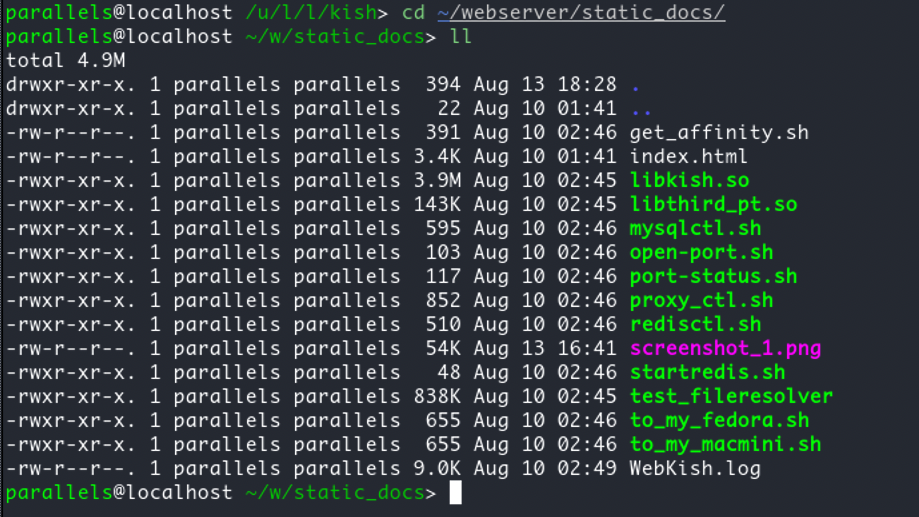 parallels@localhost /u/l/l/kish> cd ~/webserver/static_docs/
parallels@localhost ~/w/static_docs> ll
total 4.9M
drwxr-xr-x. 1 parallels parallels  394 Aug 13 18:28 .
drwxr-xr-x. 1 parallels parallels   22 Aug 10 01:41 ..
-rw-r--r--. 1 parallels parallels  391 Aug 10 02:46 get_affinity.sh
-rw-r--r--. 1 parallels parallels 3.4K Aug 10 01:41 index.html
-rwxr-xr-x. 1 parallels parallels 3.9M Aug 10 02:45 libkish.so
-rwxr-xr-x. 1 parallels parallels 143K Aug 10 02:45 libthird_pt.so
-rwxr-xr-x. 1 parallels parallels  595 Aug 10 02:46 mysqlctl.sh
-rwxr-xr-x. 1 parallels parallels  103 Aug 10 02:46 open-port.sh
-rwxr-xr-x. 1 parallels parallels  117 Aug 10 02:46 port-status.sh
-rwxr-xr-x. 1 parallels parallels  852 Aug 10 02:46 proxy_ctl.sh
-rwxr-xr-x. 1 parallels parallels  510 Aug 10 02:46 redisctl.sh
-rw-r--r--. 1 parallels parallels  54K Aug 13 16:41 screenshot_1.png
-rwxr-xr-x. 1 parallels parallels   48 Aug 10 02:46 startredis.sh
-rwxr-xr-x. 1 parallels parallels 838K Aug 10 02:45 test_fileresolver
-rwxr-xr-x. 1 parallels parallels  655 Aug 10 02:46 to_my_fedora.sh
-rwxr-xr-x. 1 parallels parallels  655 Aug 10 02:46 to_my_macmini.sh
-rw-r--r--. 1 parallels parallels 9.0K Aug 10 02:49 WebKish.log
parallels@localhost ~/w/static_docs>